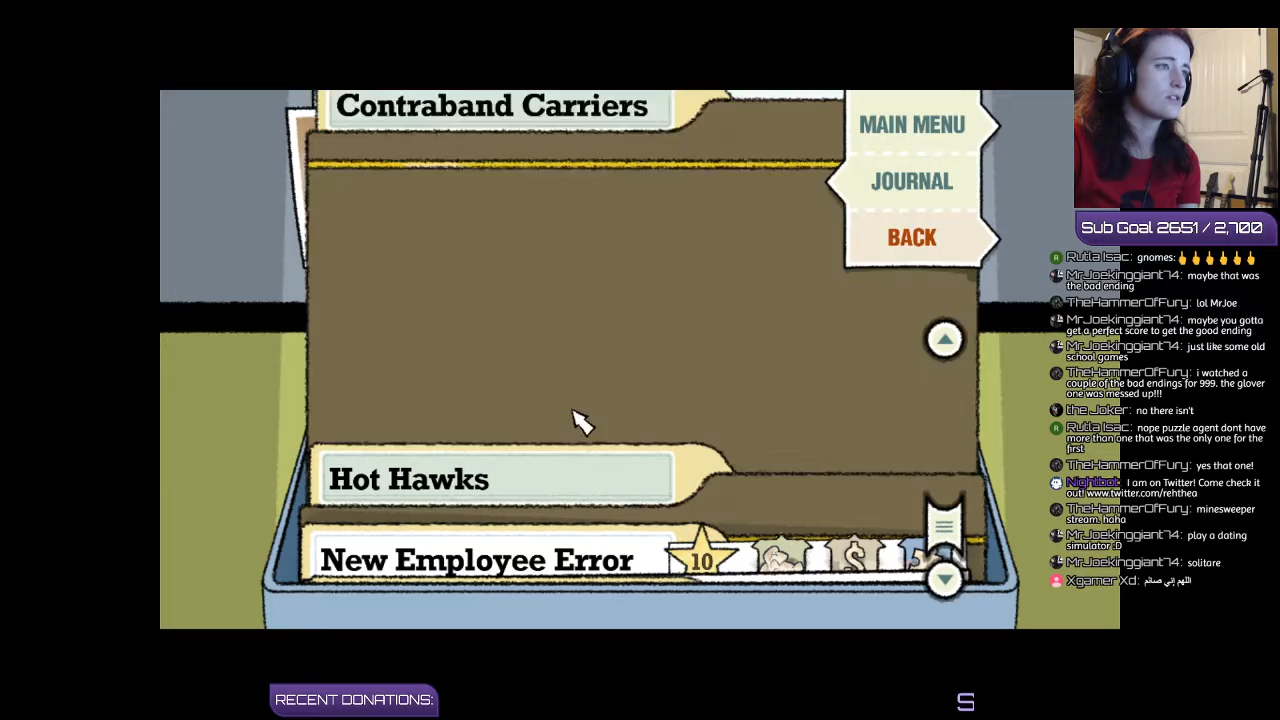 Contraband Carriers
MAIN MENU
JOURNAL
BACK
Hot Hawks
New Employee Error
10
$
Sub Goal 2651 / 2,700
Rutla Isac: gnomes:👆👆👆👆👆👆
MrJoekinggiant74: maybe that was
the bad ending
TheHammerOfFury: lol MrJoe
MrJoekinggiant74: maybe you gotta
get a perfect score to get the good ending
MrJoekinggiant74: just like some old
school games
TheHammerOfFury: i watched a
couple of the bad endings for 999. the glover
one was messed up!!!
the Joker: no there isn't
Rutla Isac: nope puzzle agent dont have
more than one that was the only one for the
first
TheHammerOfFury: yes that one!
Nightbot: I am on Twitter! Come check it
out! www.twitter.com/rehthea
TheHammerOfFury: minesweeper
stream. haha
MrJoekinggiant74: play a dating
simulator :D
MrJoekinggiant74: solitare
Xgamer Xd: اللهم إني صائم
RECENT DONATIONS:
S